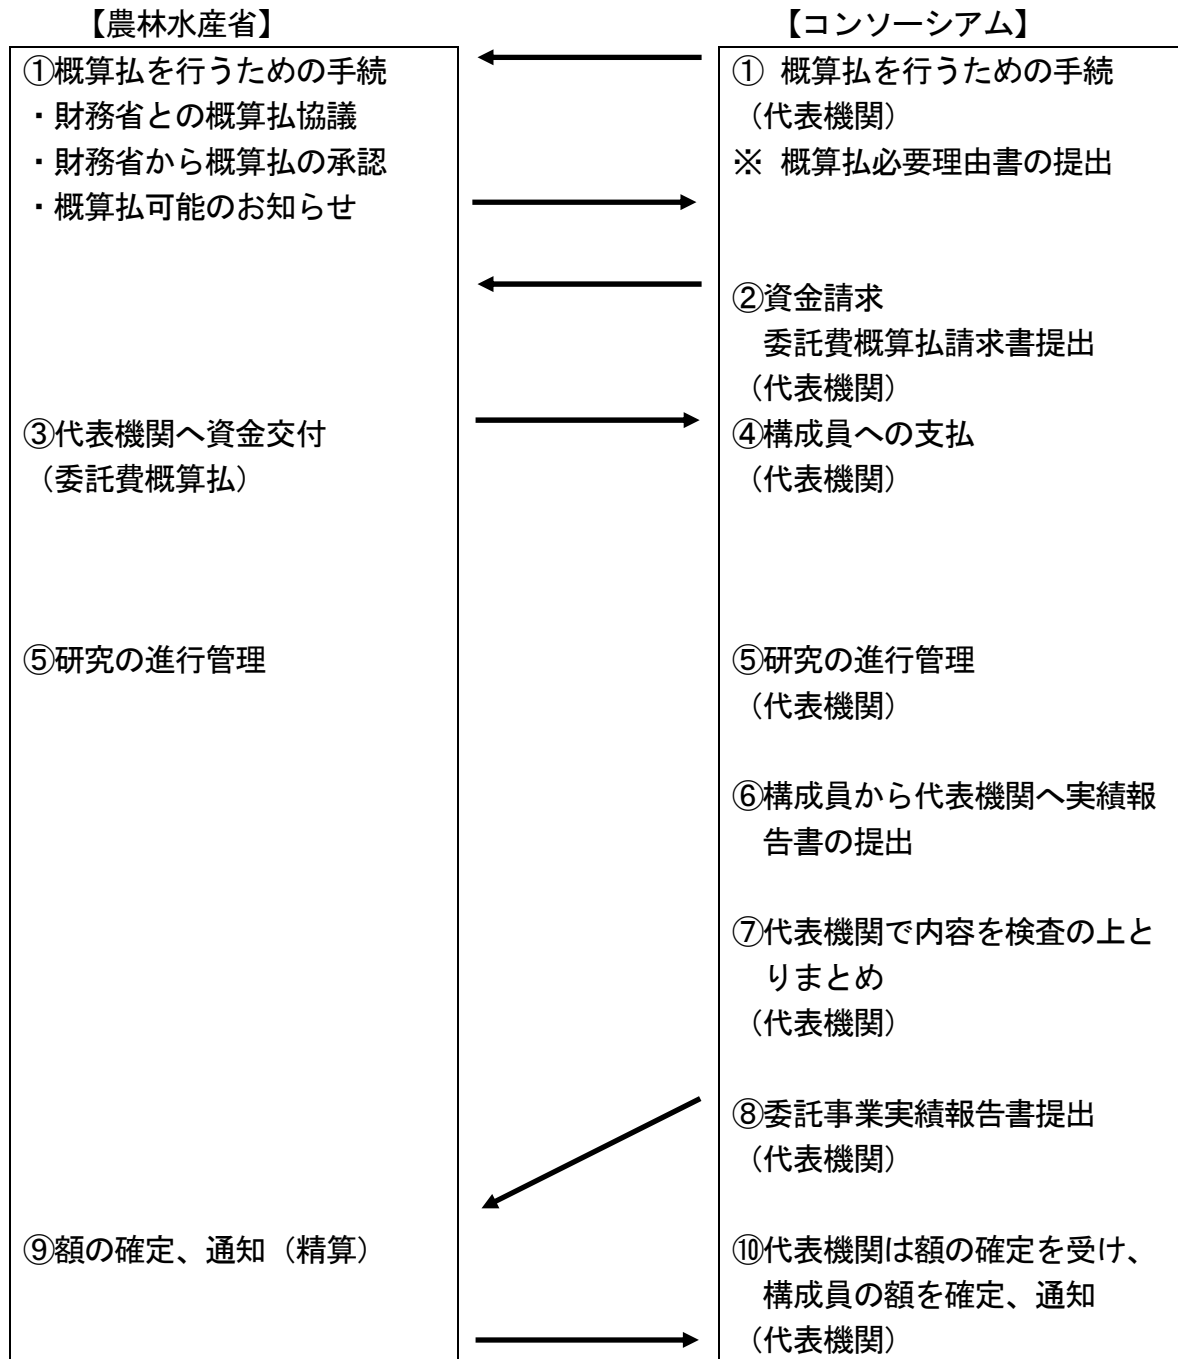 【農林水産省】
①概算払を行うための手続
・財務省との概算払協議
・財務省から概算払の承認
・概算払可能のお知らせ
③代表機関へ資金交付
（委託費概算払）
⑤研究の進行管理
⑨額の確定、通知（精算）
【コンソーシアム】
① 概算払を行うための手続
（代表機関）
※ 概算払必要理由書の提出
②資金請求
委託費概算払請求書提出
（代表機関）
④構成員への支払
（代表機関）
⑤研究の進行管理
（代表機関）
⑥構成員から代表機関へ実績報
告書の提出
⑦代表機関で内容を検査の上と
りまとめ
（代表機関）
⑧委託事業実績報告書提出
（代表機関）
⑩代表機関は額の確定を受け、
構成員の額を確定、通知
（代表機関）